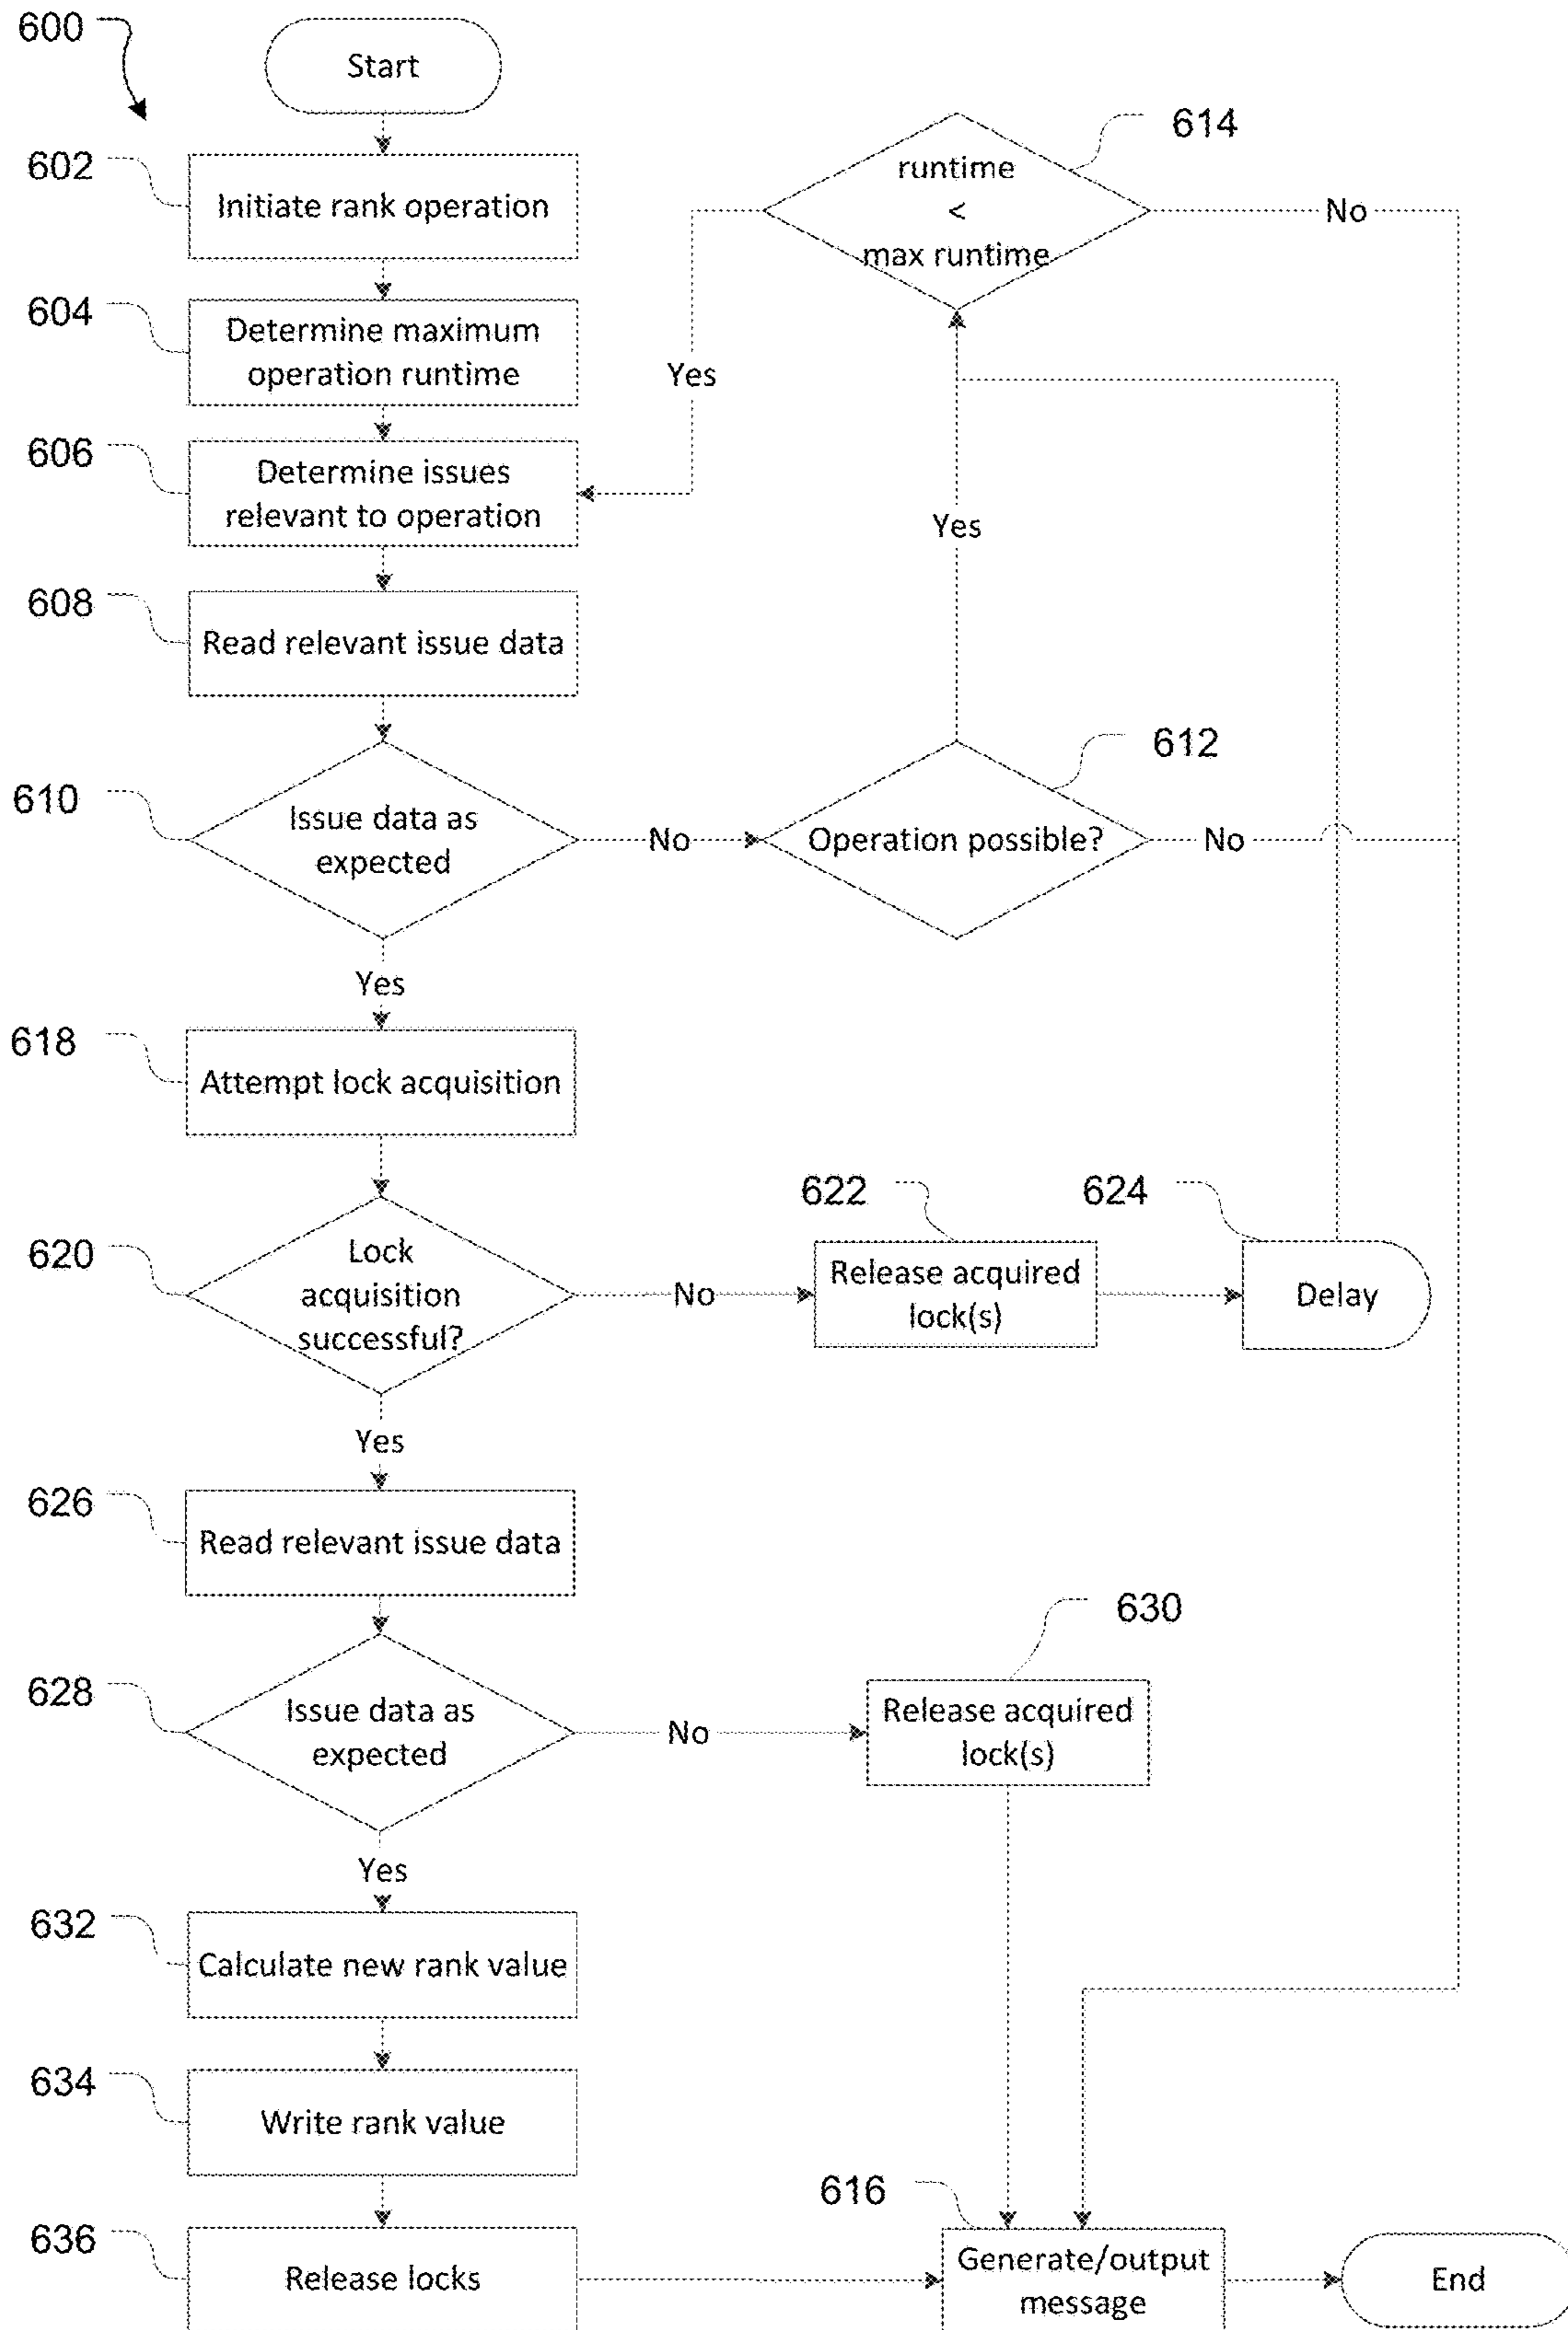 600
Start
602
Initiate rank operation
614
runtime
<
max runtime
No
604
Determine maximum
operation runtime
Yes
606
Determine issues
relevant to operation
Yes
608
Read relevant issue data
610
Issue data as
expected
No
612
Operation possible?
No
Yes
618
Attempt lock acquisition
620
Lock
acquisition
successful?
No
622
Release acquired
lock(s)
624
Delay
Yes
626
Read relevant issue data
628
Issue data as
expected
No
630
Release acquired
lock(s)
Yes
632
Calculate new rank value
634
Write rank value
636
Release locks
616
Generate/output
message
End